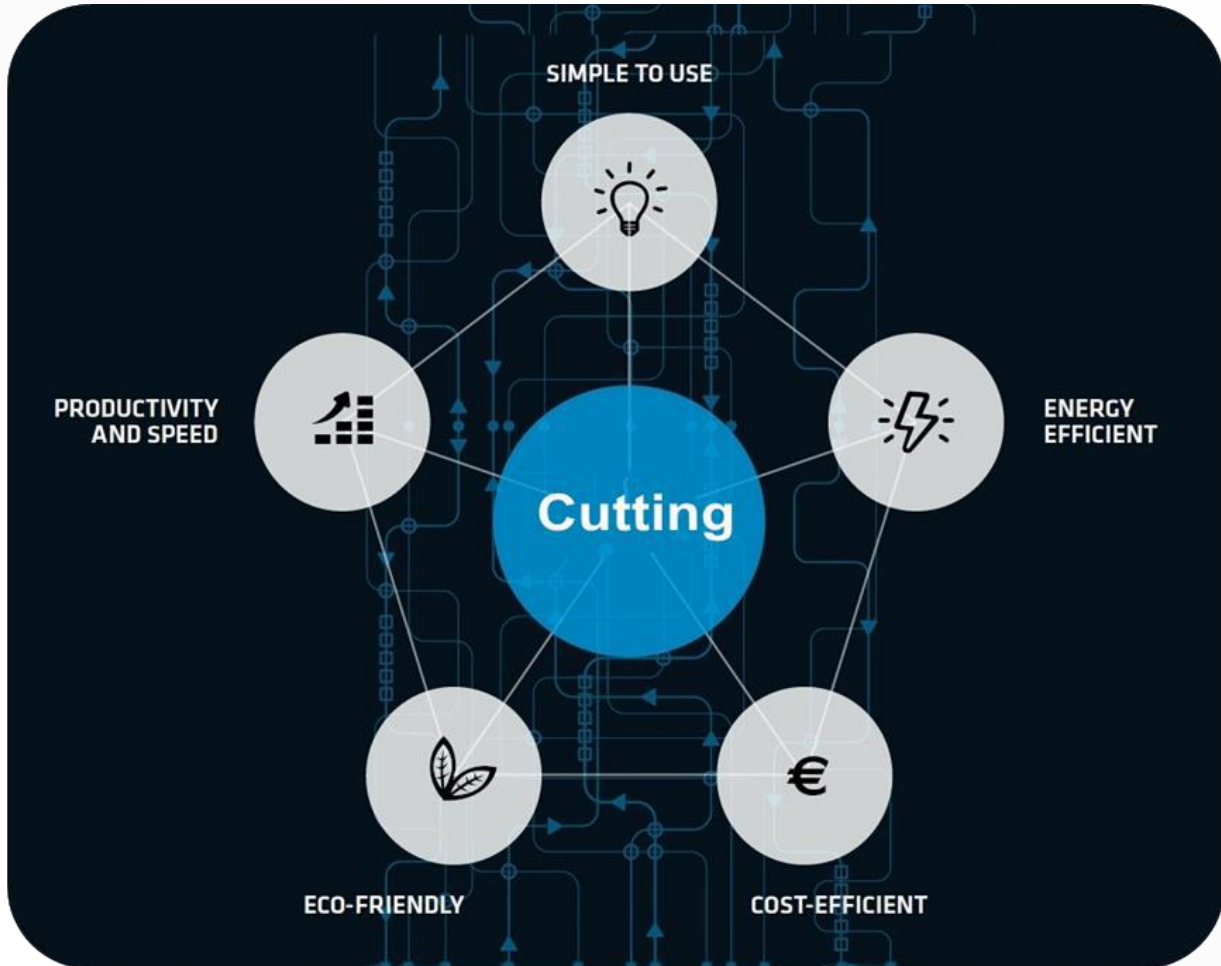 SIMPLE TO USE
PRODUCTIVITY
AND SPEED
ENERGY
EFFICIENT
Cutting
€
ECO-FRIENDLY
COST-EFFICIENT